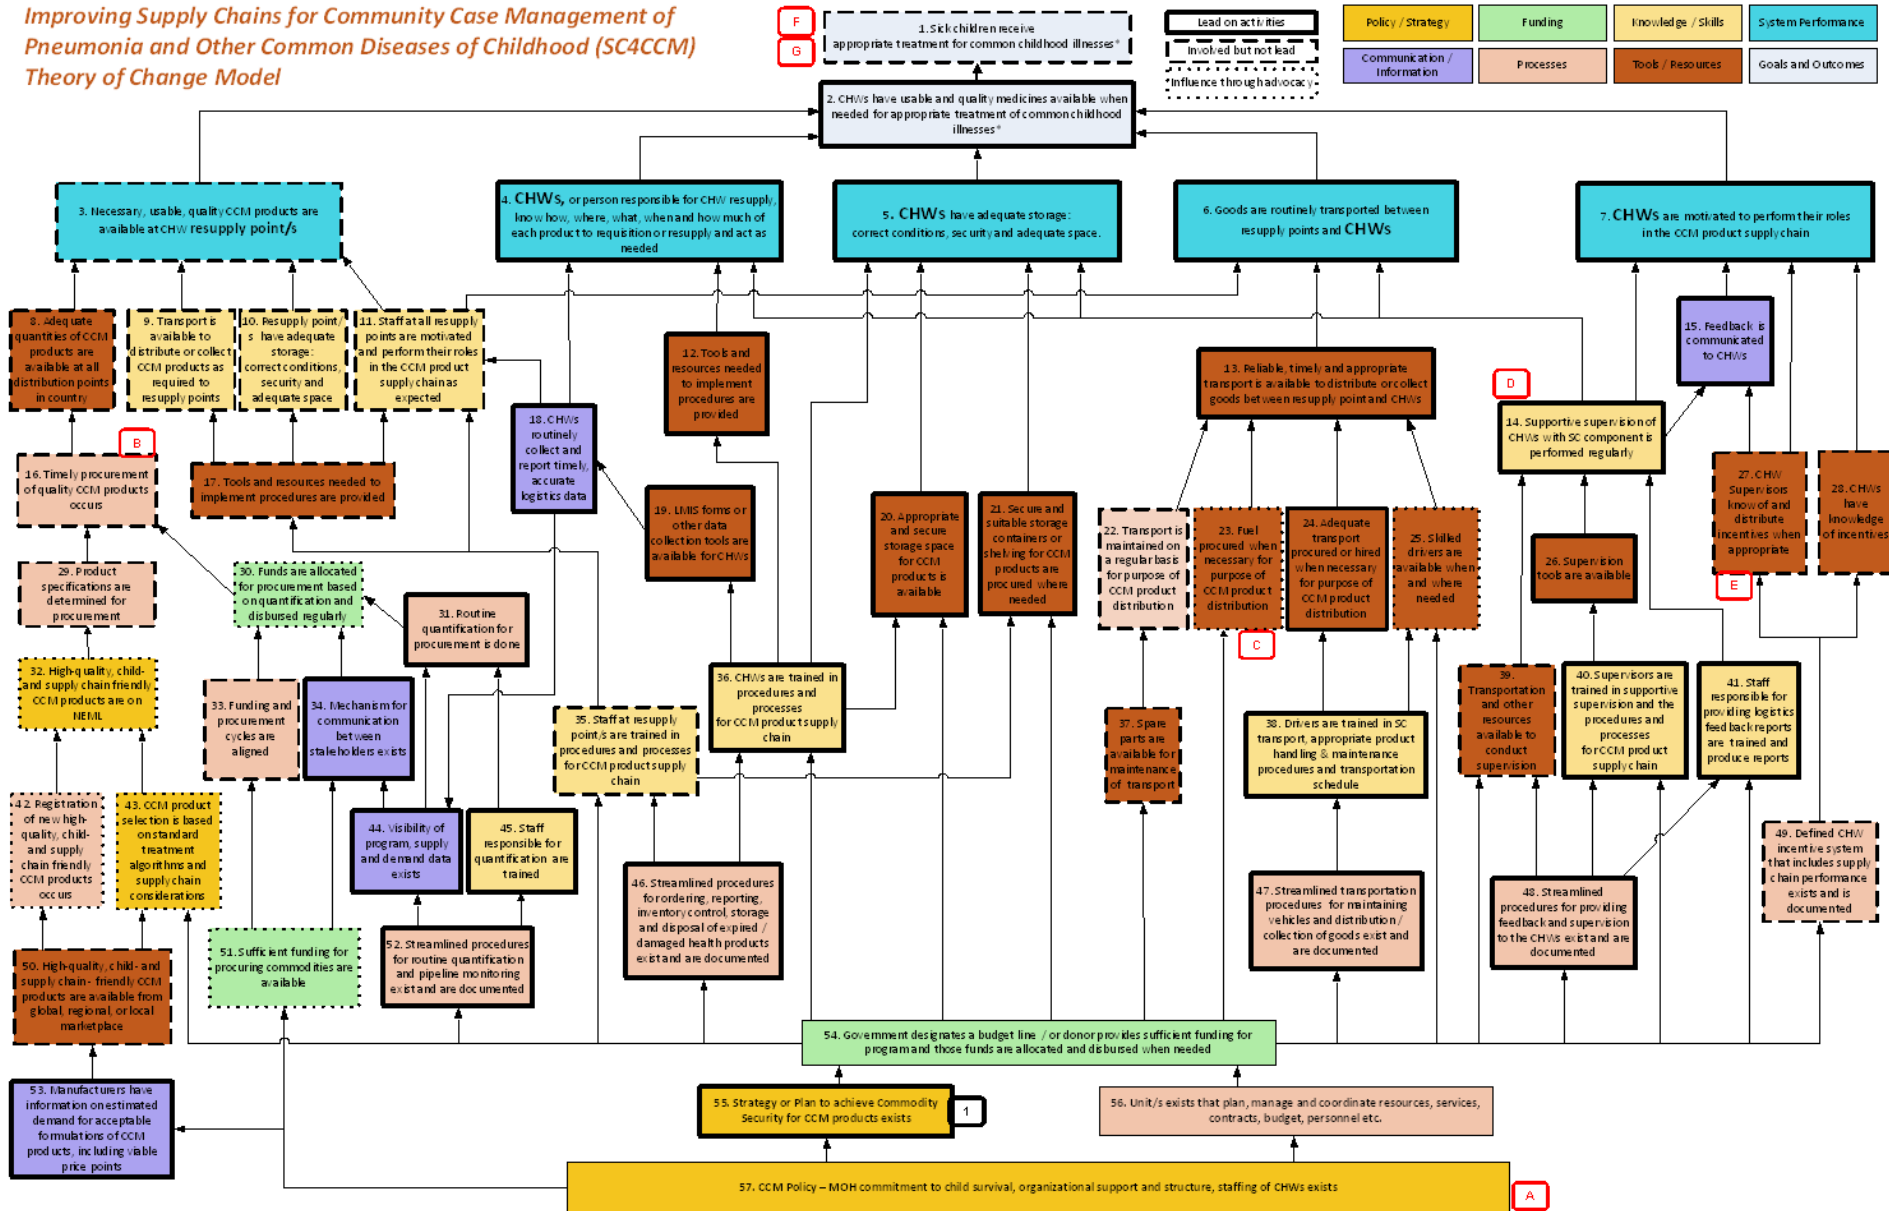 Improving Supply Chains for Community Case Management of
Pneumonia and Other Common Diseases of Childhood (SC4CCM)
Theory of Change Model
F
G
1. Sick children receive
appropriate treatment for common childhood illnesses*
Lead on activities
Involved but not lead
Influence through advocacy
Policy / Strategy
Funding
Knowledge / Skills
System Performance
Communication /
Information
Processes
Tools / Resources
Goals and Outcomes
2. CHWs have usable and quality medicines available when
needed for appropriate treatment of common childhood
illnesses*
3. Necessary, usable, quality CCM products are
available at CHW resupply point/s
4. CHWs, or person responsible for CHW resupply,
know how, where, what, when and how much of
each product to requisition or resupply and act as
needed
5. CHWs have adequate storage:
correct conditions, security and adequate space.
6. Goods are routinely transported between
resupply points and CHWs
7. CHWs are motivated to perform their roles
in the CCM product supply chain
8. Adequate
quantities of CCM
products are
available at all
distribution points
in country
9. Transport is
available to
distribute or collect
CCM products as
required to
resupply points
10. Resupply point/
s have adequate
storage:
correct conditions,
security and
adequate space
11. Staff at all resupply
points are motivated
and perform their roles
in the CCM product
supply chain as
expected
12. Tools and
resources needed
to implement
procedures are
provided
13. Reliable, timely and appropriate
transport is available to distribute or collect
goods between resupply point and CHWs
D
14. Supportive supervision of
CHWs with SC component is
performed regularly
15. Feedback is
communicated
to CHWs
B
16. Timely procurement
of quality CCM products
occurs
17. Tools and resources needed to
implement procedures are provided
18. CHWs
routinely
collect and
report timely,
accurate
logistics data
19. LMIS forms or
other data
collection tools are
available for CHWs
20. Appropriate
and secure
storage space for
CCM products is
available
21. Secure and
suitable storage
containers or
shelving for CCM
products are
procured where
needed
22. Transport is
maintained on
a regular basis
for purpose of
CCM product
distribution
23. Fuel
procured when
necessary for
purpose of
CCM product
distribution
C
24. Adequate
transport
procured or hired
when necessary
for purpose of
CCM product
distribution
25. Skilled
drivers are
available when
and where
needed
26. Supervision
tools are available
27. CHW
Supervisors
know of and
distribute
incentives when
appropriate
E
28. CHWs
have
knowledge
of incentives
29. Product
specifications are
determined for
procurement
30. Funds are allocated
for procurement based
on quantification and
disbursed regularly
31. Routine
quantification for
procurement is done
32. High-quality, child-
and supply chain friendly
CCM products are on
NEML
33. Funding and
procurement
cycles are
aligned
34. Mechanism for
communication
between
stakeholders exists
35. Staff at resupply
point/s are trained in
procedures and processes
for CCM product supply
chain
36. CHWs are trained in
procedures and
processes
for CCM product supply
chain
37. Spare
parts are
available for
maintenance
of transport
38. Drivers are trained in SC
transport, appropriate product
handling & maintenance
procedures and transportation
schedule
39.
Transportation
and other
resources
available to
conduct
supervision
40. Supervisors are
trained in supportive
supervision and the
procedures and
processes
for CCM product
supply chain
41. Staff
responsible for
providing logistics
feedback reports
are trained and
produce reports
42. Registration
of new high-
quality, child-
and supply
chain friendly
CCM products
occurs
43. CCM product
selection is based
on standard
treatment
algorithms and
supply chain
considerations
44. Visibility of
program, supply
and demand data
exists
45. Staff
responsible for
quantification are
trained
46. Streamlined procedures
for ordering, reporting,
inventory control, storage
and disposal of expired /
damaged health products
exist and are documented
47. Streamlined transportation
procedures for maintaining
vehicles and distribution /
collection of goods exist and
are documented
48. Streamlined
procedures for providing
feedback and supervision
to the CHWs exist and are
documented
49. Defined CHW
incentive system
that includes supply
chain performance
exists and is
documented
50. High-quality, child- and
supply chain- friendly CCM
products are available from
global, regional, or local
marketplace
51. Sufficient funding for
procuring commodities are
available
52. Streamlined procedures
for routine quantification
and pipeline monitoring
exist and are documented
53. Manufacturers have
information on estimated
demand for acceptable
formulations of CCM
products, including viable
price points
54. Government designates a budget line / or donor provides sufficient funding for
program and those funds are allocated and disbursed when needed
55. Strategy or Plan to achieve Commodity
Security for CCM products exists
1
56. Unit/s exists that plan, manage and coordinate resources, services,
contracts, budget, personnel etc.
57. CCM Policy – MOH commitment to child survival, organizational support and structure, staffing of CHWs exists
A